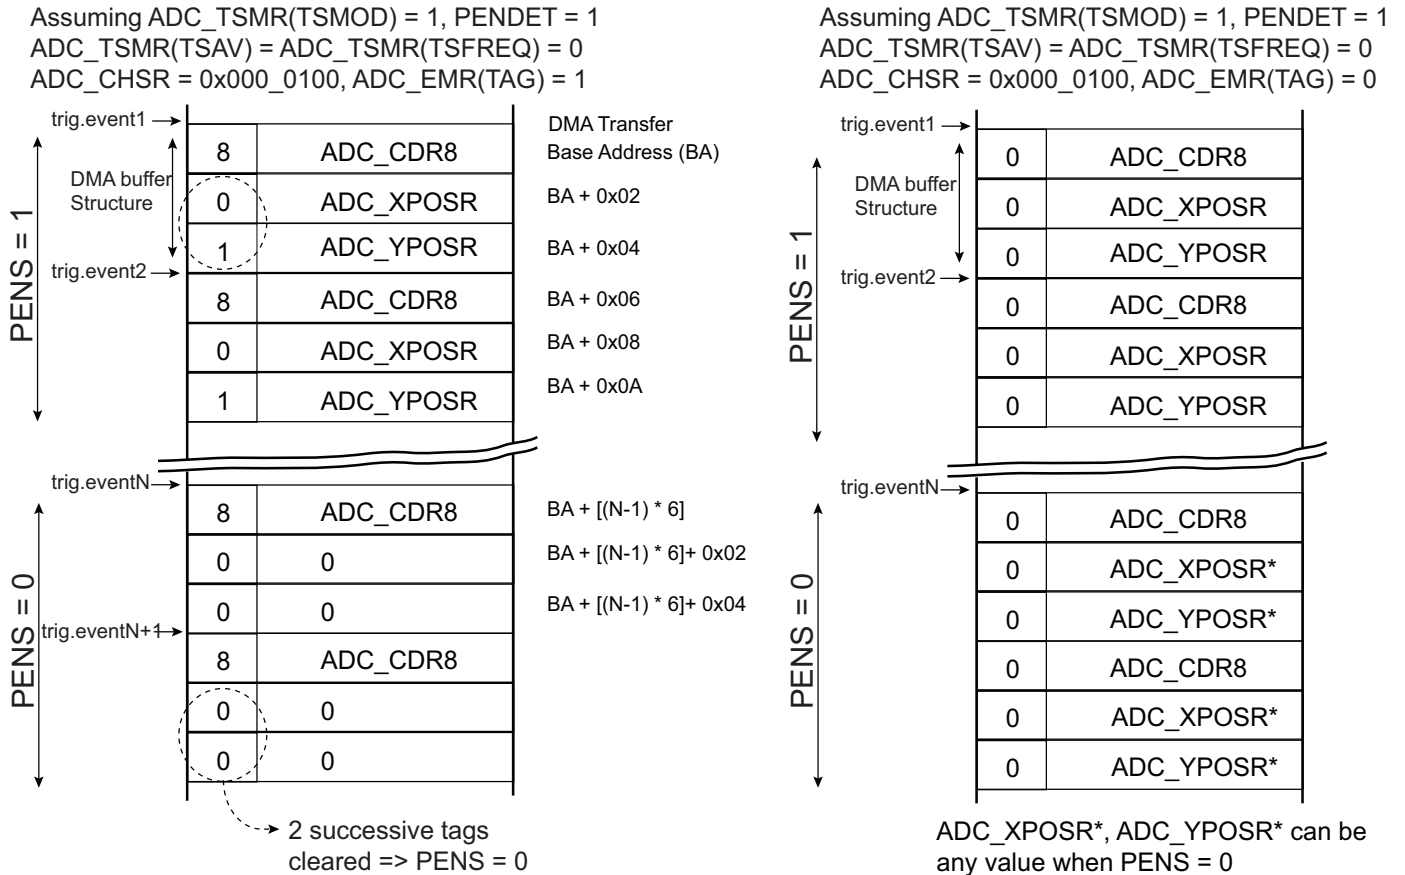 Assuming ADC_TSMR(TSMOD) = 1, PENDET = 1
ADC_TSMR(TSAV) = ADC_TSMR(TSFREQ) = 0
ADC_CHSR = 0x000_0100, ADC_EMR(TAG) = 1
trig.event1
DMA Transfer
8 ADC_CDR8 Base Address (BA)
DMA buffer
Structure
0 ADC_XPOSR BA + 0x02
1 ADC_YPOSR BA + 0x04
PENS = 1
trig.event2
8 ADC_CDR8 BA + 0x06
0 ADC_XPOSR BA + 0x08
1 ADC_YPOSR BA + 0x0A
trig.eventN
8 ADC_CDR8 BA + [(N-1) * 6]
0 0 BA + [(N-1) * 6]+ 0x02
0 0 BA + [(N-1) * 6]+ 0x04
PENS = 0
trig.eventN+1
8 ADC_CDR8
0 0
0 0
2 successive tags
cleared => PENS = 0
Assuming ADC_TSMR(TSMOD) = 1, PENDET = 1
ADC_TSMR(TSAV) = ADC_TSMR(TSFREQ) = 0
ADC_CHSR = 0x000_0100, ADC_EMR(TAG) = 0
trig.event1
0 ADC_CDR8
DMA buffer
Structure
0 ADC_XPOSR
0 ADC_YPOSR
PENS = 1
trig.event2
0 ADC_CDR8
0 ADC_XPOSR
0 ADC_YPOSR
trig.eventN
0 ADC_CDR8
0 ADC_XPOSR*
0 ADC_YPOSR*
PENS = 0
0 ADC_CDR8
0 ADC_XPOSR*
0 ADC_YPOSR*
ADC_XPOSR*, ADC_YPOSR* can be
any value when PENS = 0